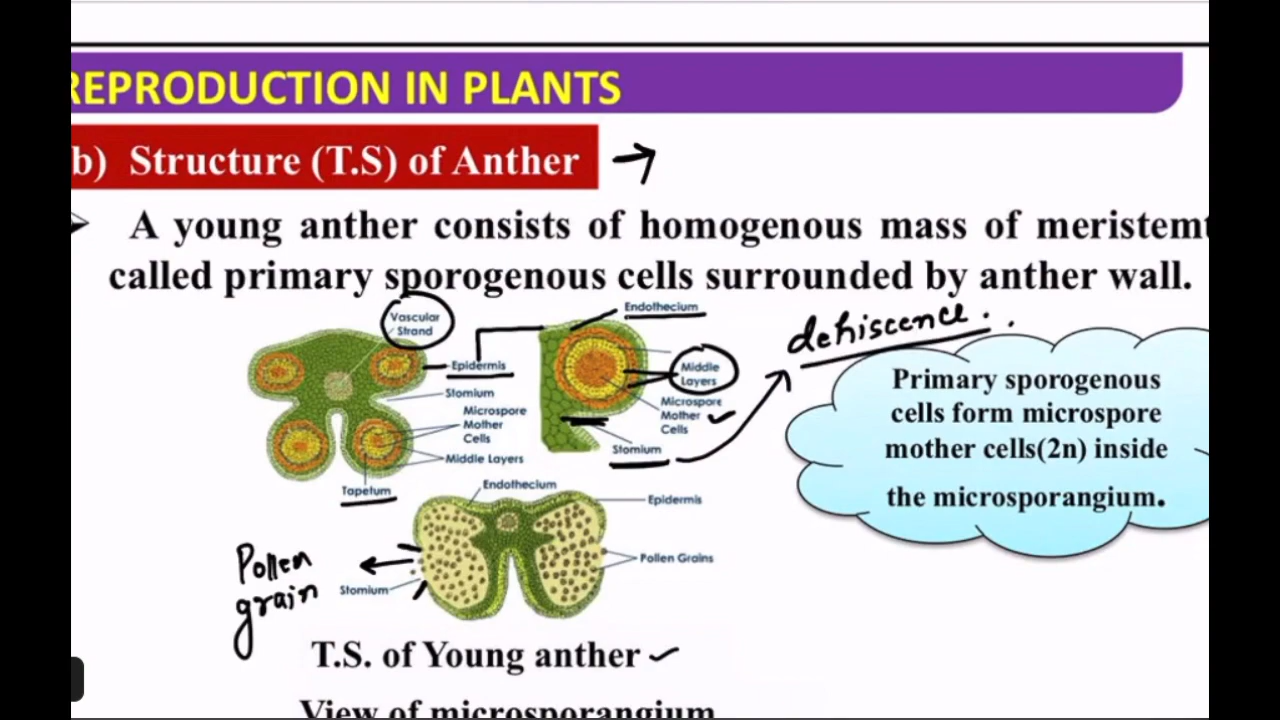 REPRODUCTION IN PLANTS
b) Structure (T.S) of Anther
A young anther consists of homogenous mass of meristem
called primary sporogenous cells surrounded by anther wall.
Vascular
Strand
Epidermis
Stomium
Microspore
Mother
Cells
Middle Layers
Tapetum
Endothecium
Middle
Layers
Microspore
Mother
Cells
Stomium
dehiscence.
Primary sporogenous
cells form microspore
mother cells(2n) inside
the microsporangium.
Endothecium
Epidermis
Pollen Grains
Stomium
Pollen
grain
T.S. of Young anther
View of microsporangium